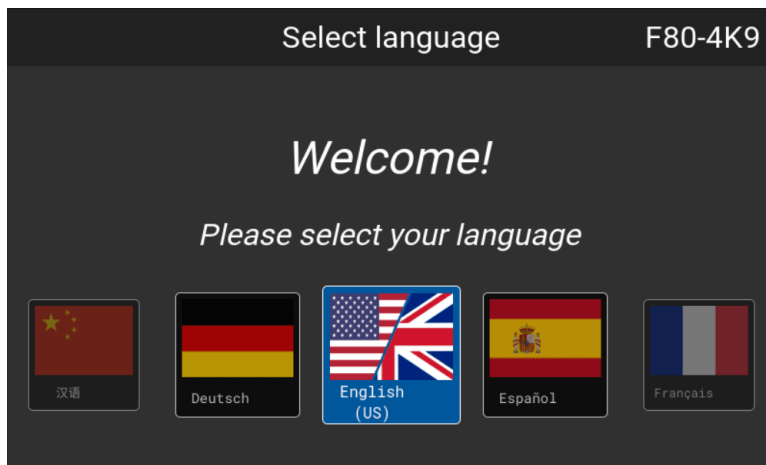 Select language
F80-4K9
Welcome!
Please select your language
汉语
Deutsch
English
(US)
Español
Français